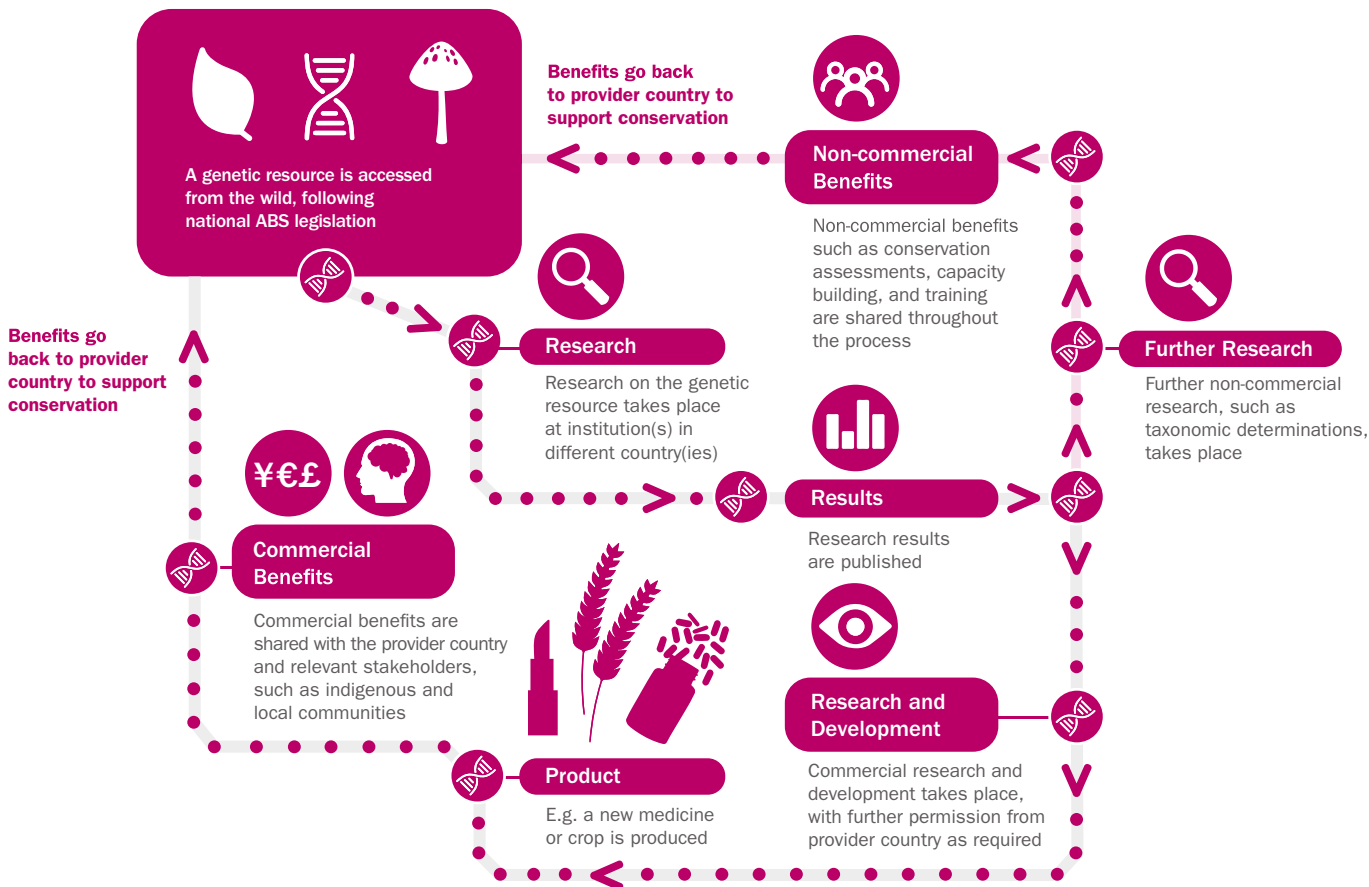 A genetic resource is accessed
from the wild, following
national ABS legislation
Benefits go back
to provider country to
support conservation
Non-commercial
Benefits
Non-commercial benefits
such as conservation
assessments, capacity
building, and training
are shared throughout
the process
Research
Research on the genetic
resource takes place
at institution(s) in
different country(ies)
Further Research
Further non-commercial
research, such as
taxonomic determinations,
takes place
Benefits go
back to provider
country to support
conservation
Results
Research results
are published
¥€£
Commercial
Benefits
Commercial benefits are
shared with the provider country
and relevant stakeholders,
such as indigenous and
local communities
Research and
Development
Commercial research and
development takes place,
with further permission from
provider country as required
Product
E.g. a new medicine
or crop is produced